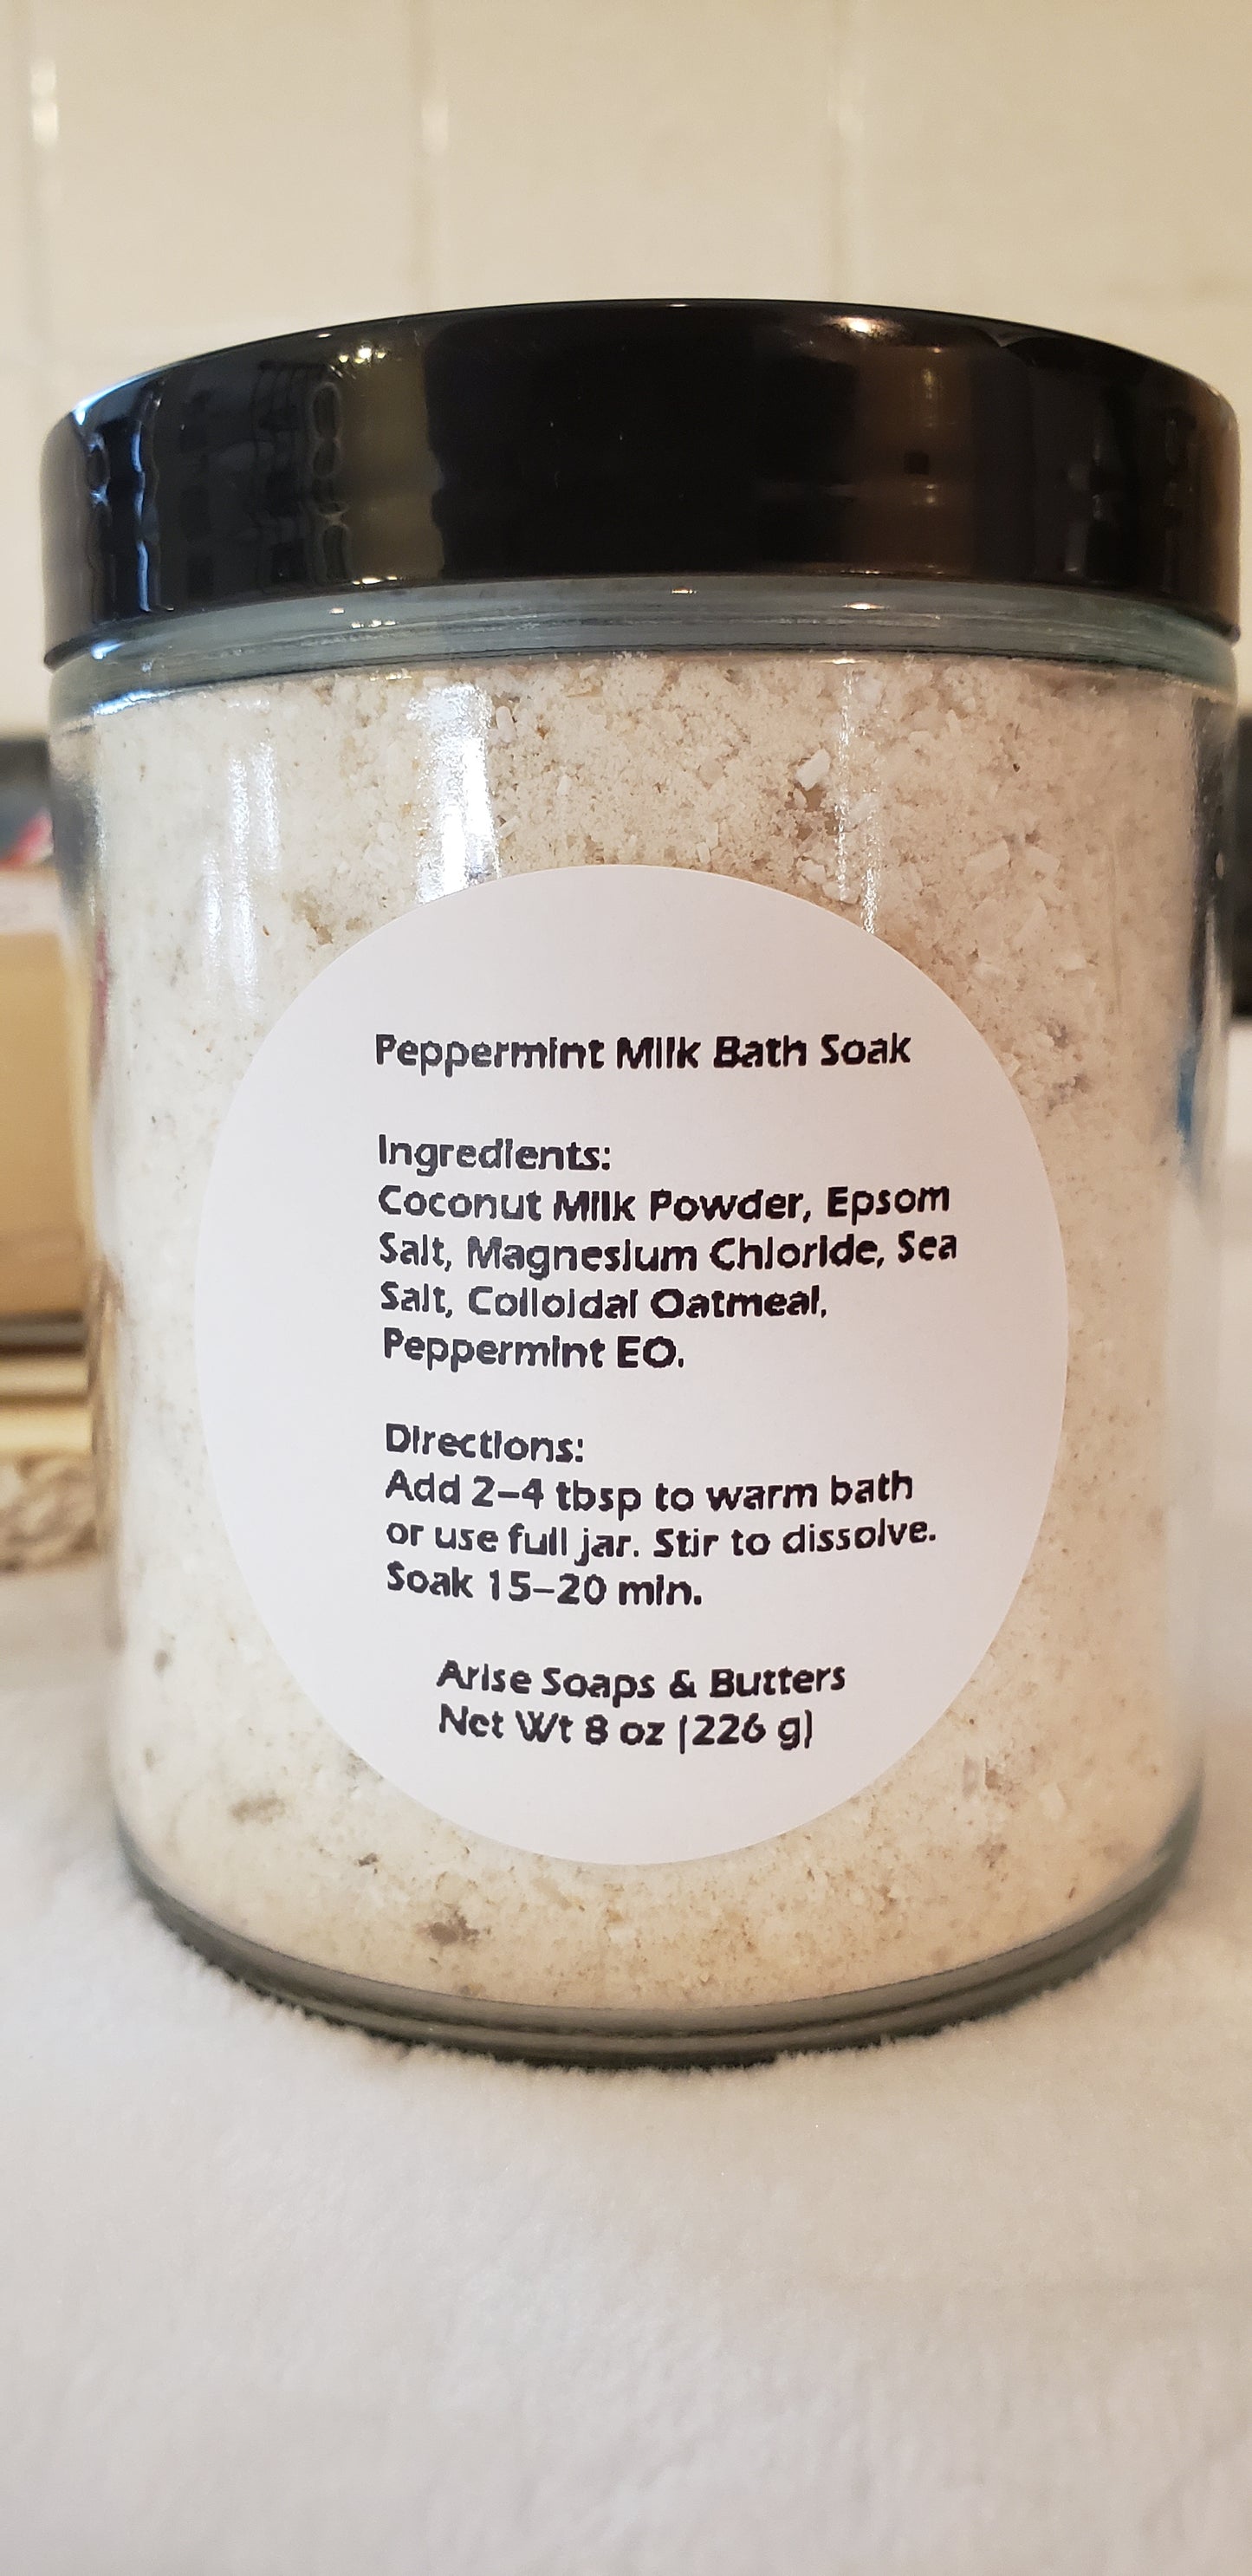 Peppermint Milk Bath Soak
Ingredients:
Coconut Milk Powder, Epsom
Salt, Magnesium Chloride, Sea
Salt, Colloidal Oatmeal,
Peppermint EO.
Directions:
Add 2–4 tbsp to warm bath
or use full jar. Stir to dissolve.
Soak 15–20 min.
Arise Soaps & Butters
Net Wt 8 oz (226 g)